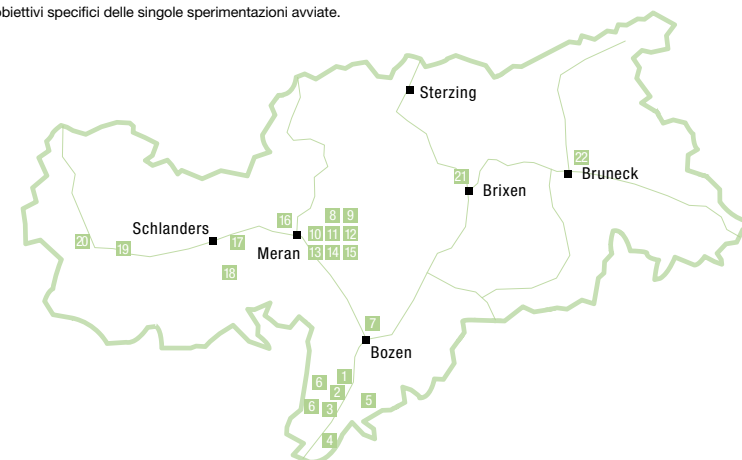 obiettivi specifici delle singole sperimentazioni avviate.
Sterzing
22
21
Bruneck
Brixen
8 9
16
Schlanders
10 11 12
20 19 17
Meran
13 14 15
18
7
Bozen
1
6
2
5
6 3
4